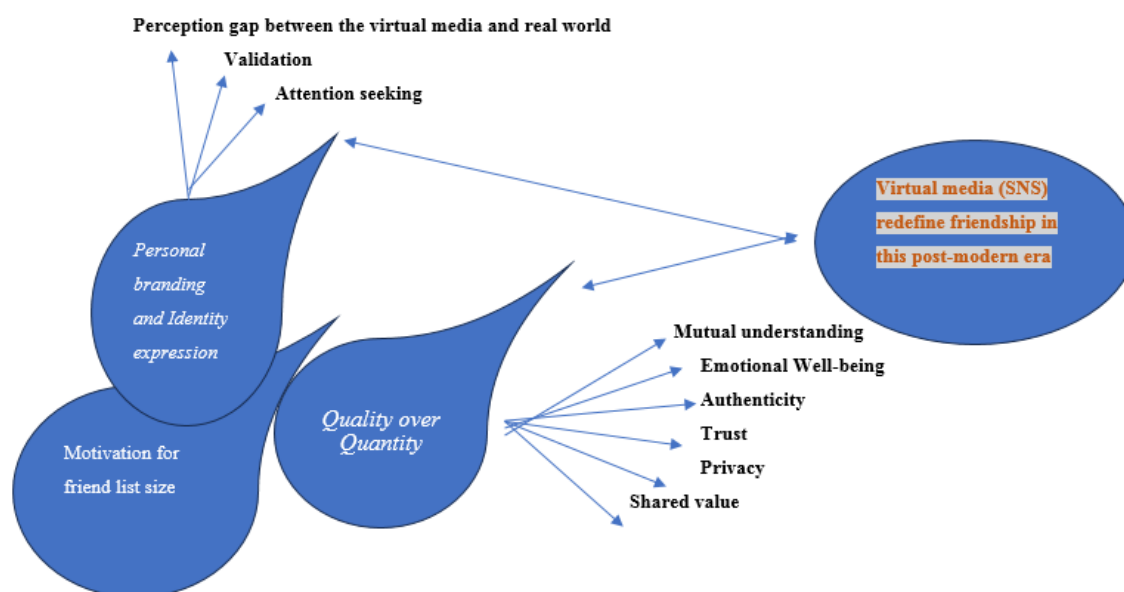 Perception gap between the virtual media and real world
Validation
Attention seeking
Virtual media (SNS)
redefine friendship in
this post-modern era
Personal
branding
and Identity
expression
Mutual understanding
Emotional Well-being
Authenticity
Trust
Privacy
Shared value
Quality over
Quantity
Motivation for
friend list size